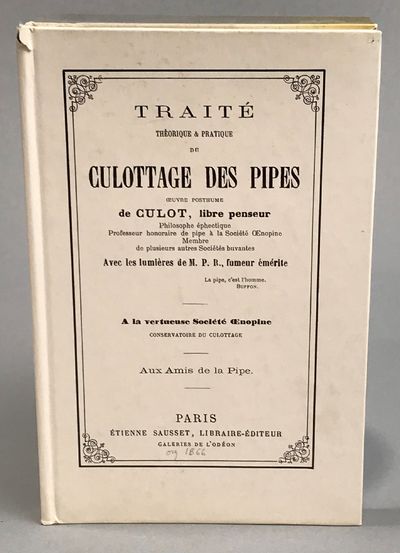 TRAITÉ
THÉORIQUE & PRATIQUE
DU
CULOTTAGE DES PIPES
ŒUVRE POSTHUME
de CULOT, libre penseur
Philosophe éphectique
Professeur honoraire de pipe à la Société Œnopine
Membre
de plusieurs autres Sociétés buvantes
Avec les lumières de M. P. R., fumeur émérite
La pipe, c'est l'homme.
BUFFON.
A la vertueuse Société Œnopine
CONSERVATOIRE DU CULOTTAGE
Aux Amis de la Pipe.
PARIS
ÉTIENNE SAUSSET, LIBRAIRE-ÉDITEUR
GALERIES DE L'ODÉON
org 1866